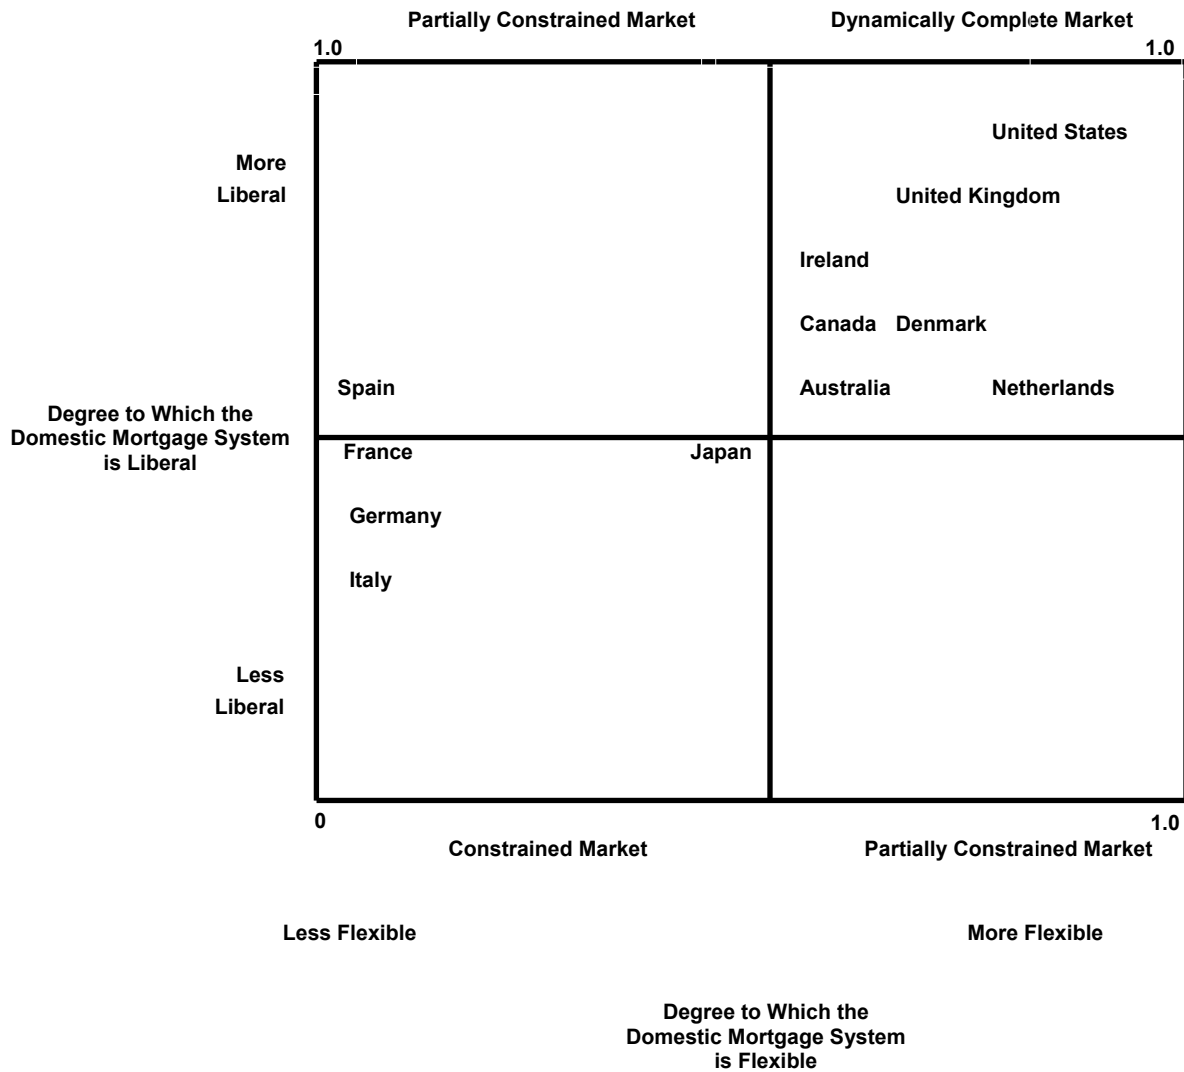 Partially Constrained Market Dynamically Complete Market
1.0 1.0
United States
More
Liberal
United Kingdom
Ireland
Canada Denmark
Spain Australia Netherlands
Degree to Which the
Domestic Mortgage System
is Liberal
France Japan
Germany
Italy
Less
Liberal
0 1.0
Constrained Market Partially Constrained Market
Less Flexible More Flexible
Degree to Which the
Domestic Mortgage System
is Flexible